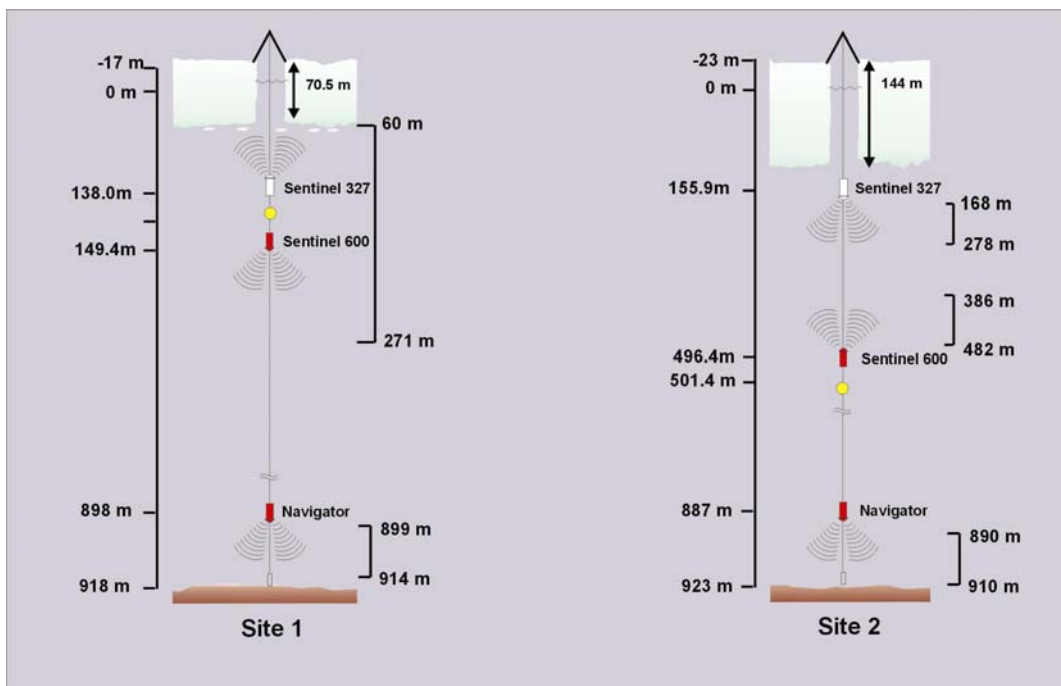 -17 m
0 m
70.5 m
60 m
138.0m
Sentinel 327
149.4m
Sentinel 600
271 m
898 m
Navigator
899 m
914 m
918 m
Site 1
-23 m
0 m
144 m
155.9m
Sentinel 327
168 m
278 m
386 m
482 m
496.4m
Sentinel 600
501.4 m
887 m
Navigator
890 m
910 m
923 m
Site 2